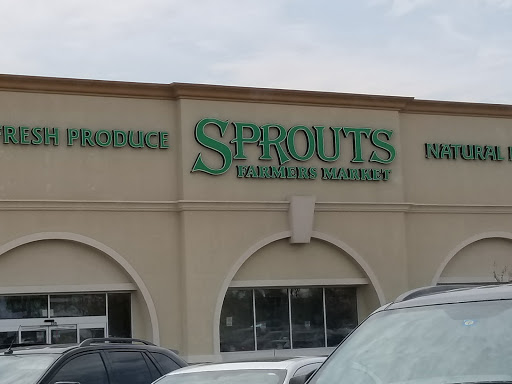 FRESH PRODUCE
SPROUTS
FARMERS MARKET
NATURAL